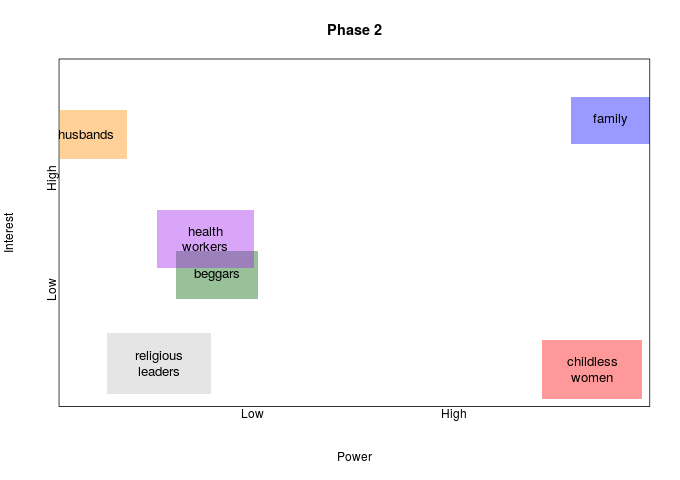 Phase 2
family
husbands
High
health
workers
Interest
beggars
Low
religious
leaders
childless
women
Low
High
Power